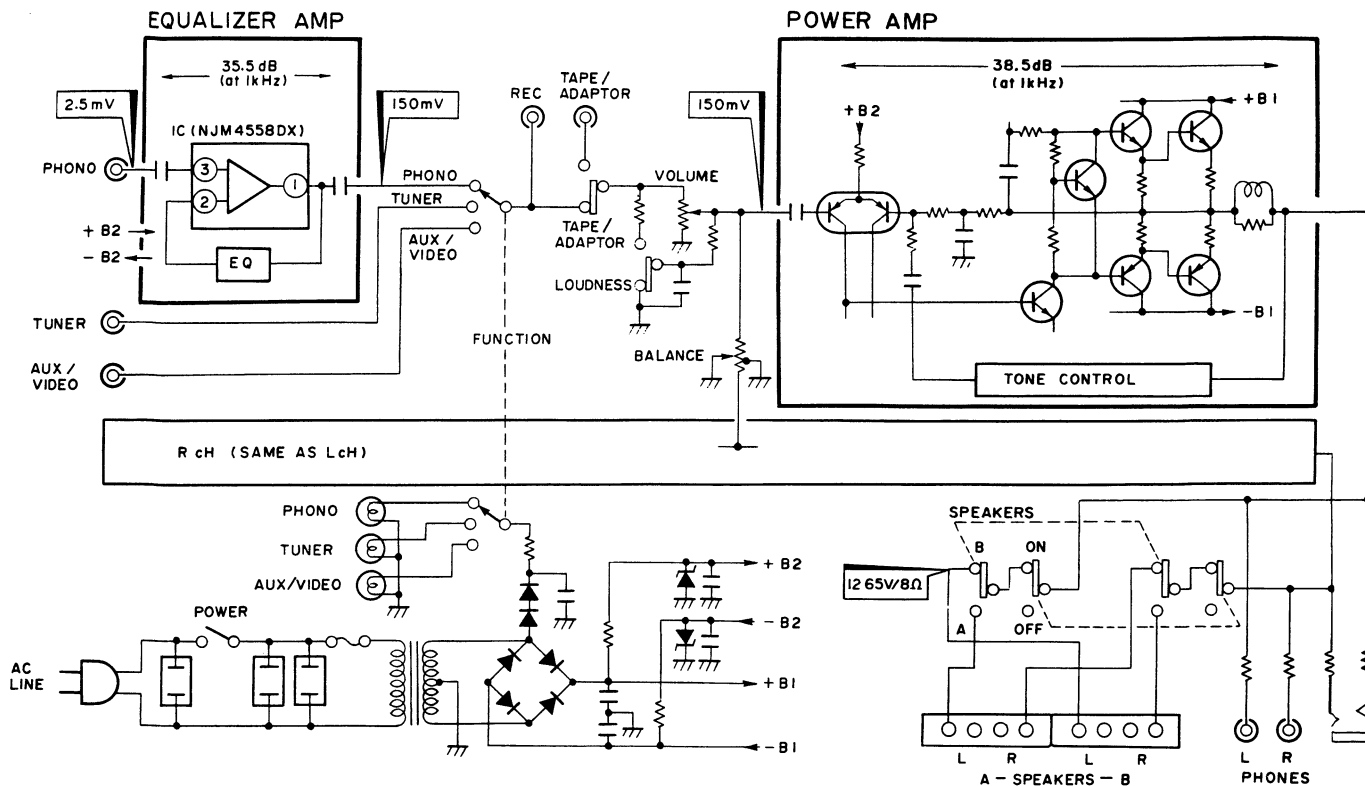 EQUALIZER AMP
POWER AMP
35.5dB
(at 1kHz)
38.5dB
(at 1kHz)
TAPE/
ADAPTOR
REC
2.5mV
150mV
150mV
+B2
+B1
IC (NJM4558DX)
PHONO
3
2
1
PHONO
TUNER
AUX /
VIDEO
VOLUME
TAPE/
ADAPTOR
+ B2
- B2
EQ
LOUDNESS
-B1
TUNER
FUNCTION
BALANCE
AUX /
VIDEO
TONE CONTROL
R cH (SAME AS LcH)
PHONO
TUNER
AUX/VIDEO
SPEAKERS
B
ON
+ B2
12 65V/8Ω
POWER
- B2
A
OFF
AC
LINE
+B1
-B1
L
R
L
R
A - SPEAKERS - B
L
R
PHONES